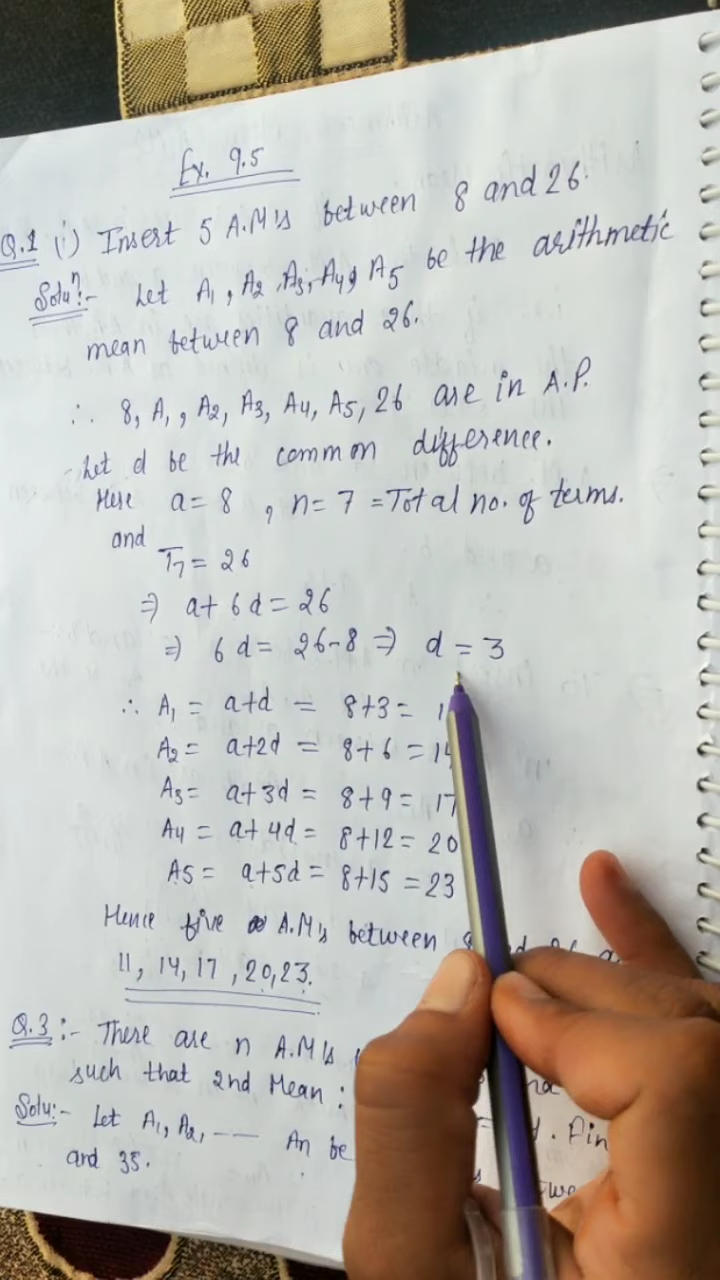 Ex. 9.5
Q.1 (i) Insert 5 A.M's between 8 and 26.
Soluⁿ:- Let A₁, A₂, A₃, A₄, A₅ be the arithmetic
mean between 8 and 26.
∴ 8, A₁, A₂, A₃, A₄, A₅, 26 are in A.P.
Let d be the common difference.
Here a = 8, n = 7 = Total no. of terms.
and
T₇ = 26
⇒ a + 6d = 26
⇒ 6d = 26-8 ⇒ d = 3
∴ A₁ = a+d = 8+3 = 1
A₂ = a+2d = 8+6 = 14
A₃ = a+3d = 8+9 = 17
A₄ = a+4d = 8+12 = 20
A₅ = a+5d = 8+15 = 23
Hence five A.M's between 8
11, 14, 17, 20, 23.
Q.3:- There are n A.M's
such that 2nd Mean :
Solu:- Let A₁, A₂, -- An be
and 35.